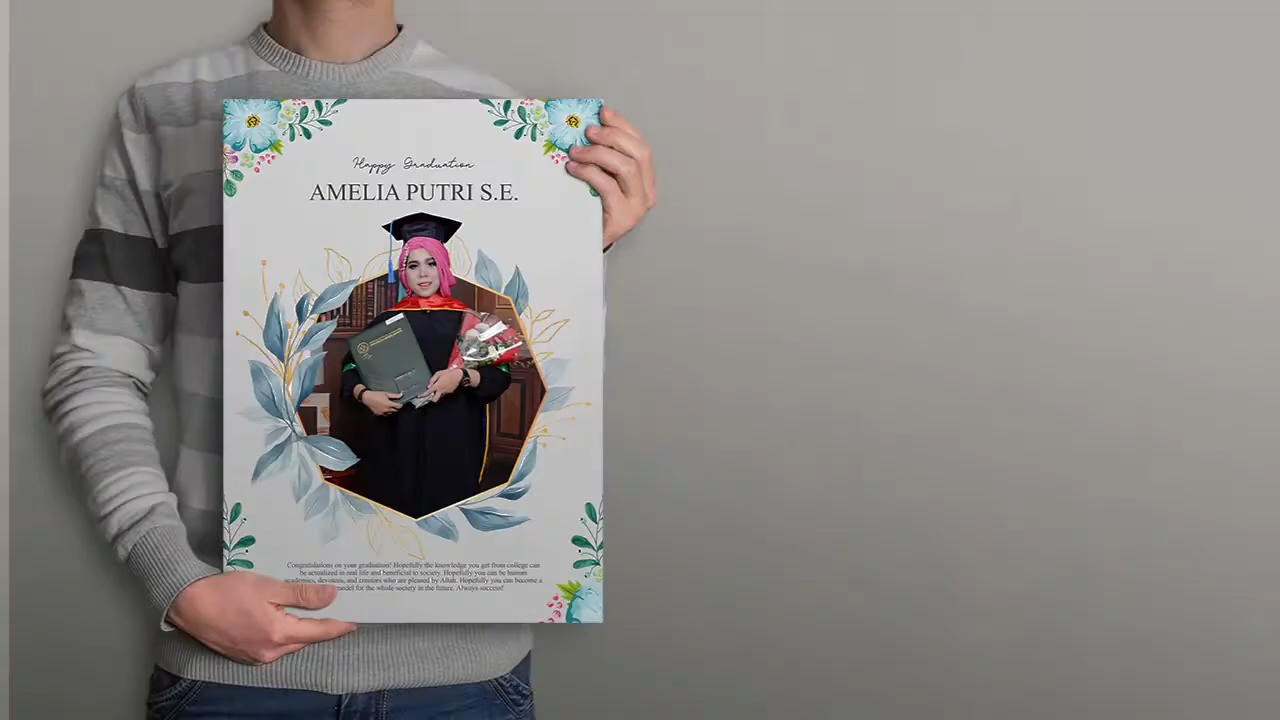 Happy Graduation
AMELIA PUTRI S.E.
Congratulations on your graduation! Hopefully the knowledge you get from college can
be actualized in real life and beneficial to society. Hopefully you can be human
academics, devotees, and creators who are pleased by Allah. Hopefully you can become a
model for the whole society in the future. Always success!